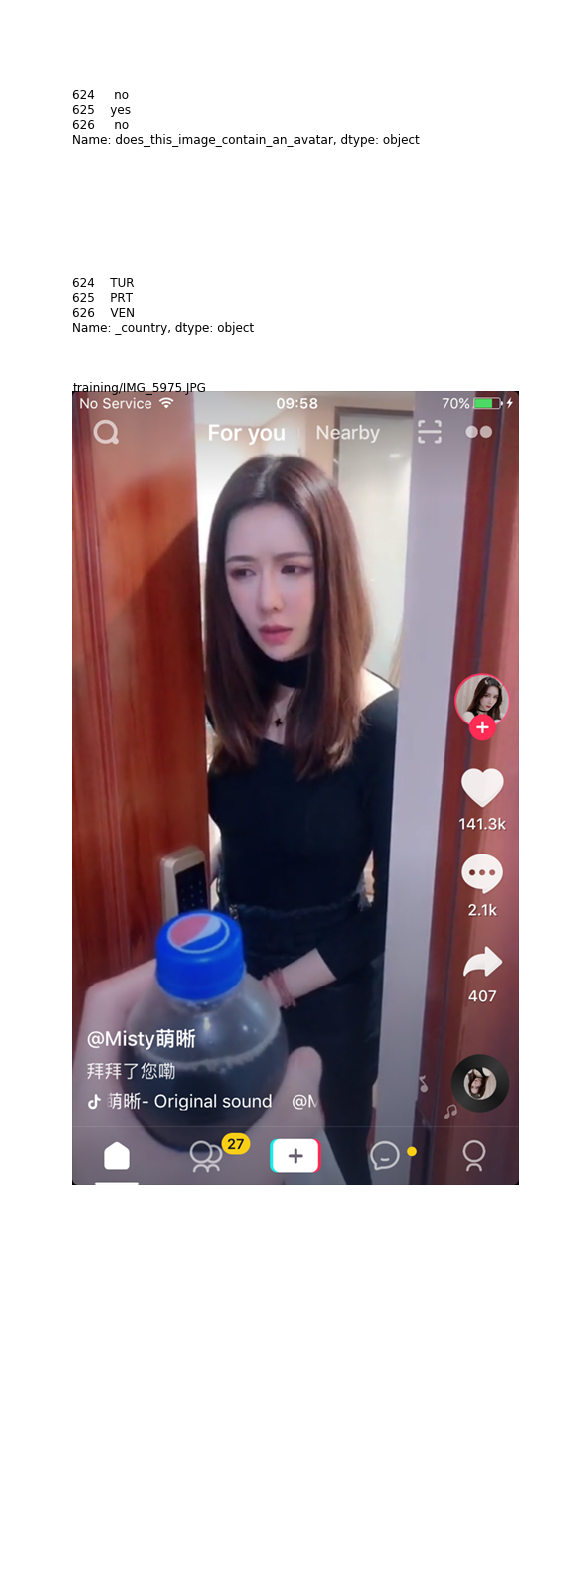 624 no
625 yes
626 no
Name: does_this_image_contain_an_avatar, dtype: object
624 TUR
625 PRT
626 VEN
Name: _country, dtype: object
training/IMG_5975.JPG
No Service 09:58 70%
For you Nearby
141.3k
2.1k
407
@Misty萌晰
拜拜了您嘞
萌晰- Original sound @M
27